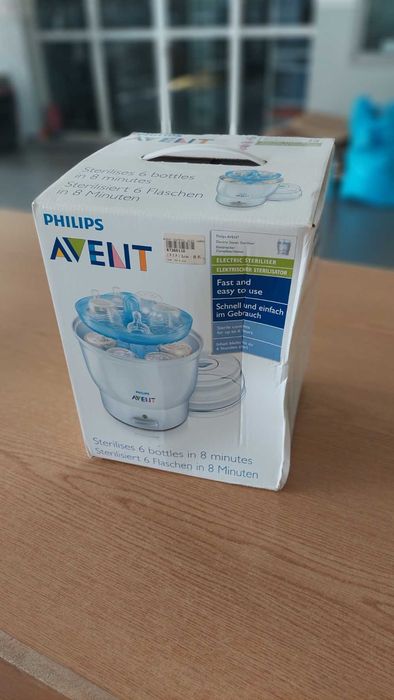 Sterilises 6 bottles
in 8 minutes
Sterilisiert 6 Flaschen
in 8 Minuten
PHILIPS
AVENT
ELECTRIC STERILISER
ELEKTRISCHER STERILISATOR
Fast and
easy to use
Schnell und einfach
im Gebrauch
PHILIPS
AVENT
Sterilises 6 bottles in 8 minutes
Sterilisiert 6 Flaschen in 8 Minuten